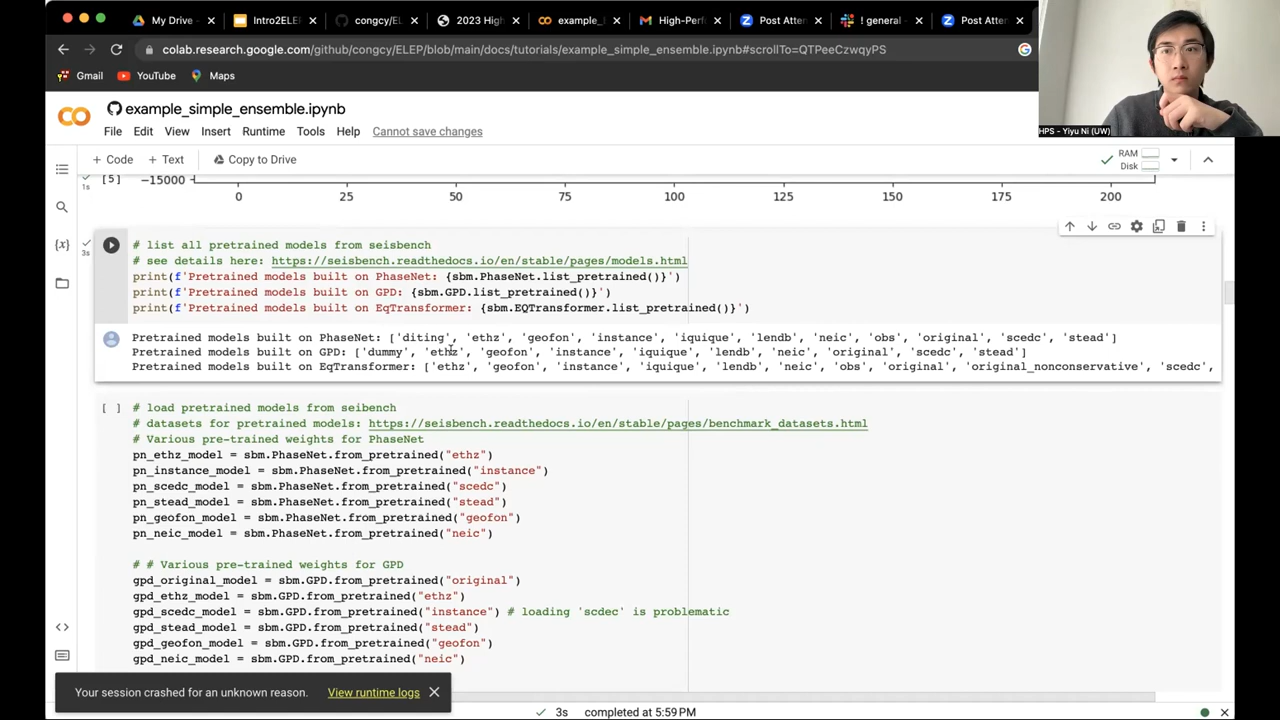 My Drive -
Intro2ELEP
congcy/EL
2023 High
example_
High-Perf
Post Atten
! general
Post Atten
colab.research.google.com/github/congcy/ELEP/blob/main/docs/tutorials/example_simple_ensemble.ipynb#scrollTo=QTPeeCzwqyPS
Gmail YouTube Maps
example_simple_ensemble.ipynb
File Edit View Insert Runtime Tools Help Cannot save changes
+ Code + Text Copy to Drive
RAM
Disk
HPS - Yiyu Ni (UW)
[5] -15000
1s
0 25 50 75 100 125 150 175 200
3s
# list all pretrained models from seisbench
# see details here: https://seisbench.readthedocs.io/en/stable/pages/models.html
print(f'Pretrained models built on PhaseNet: {sbm.PhaseNet.list_pretrained()}')
print(f'Pretrained models built on GPD: {sbm.GPD.list_pretrained()}')
print(f'Pretrained models built on EqTransformer: {sbm.EQTransformer.list_pretrained()}')
Pretrained models built on PhaseNet: ['diting', 'ethz', 'geofon', 'instance', 'iquique', 'lendb', 'neic', 'obs', 'original', 'scedc', 'stead']
Pretrained models built on GPD: ['dummy', 'ethz', 'geofon', 'instance', 'iquique', 'lendb', 'neic', 'original', 'scedc', 'stead']
Pretrained models built on EqTransformer: ['ethz', 'geofon', 'instance', 'iquique', 'lendb', 'neic', 'obs', 'original', 'original_nonconservative', 'scedc',
[ ] # load pretrained models from seibench
# datasets for pretrained models: https://seisbench.readthedocs.io/en/stable/pages/benchmark_datasets.html
# Various pre-trained weights for PhaseNet
pn_ethz_model = sbm.PhaseNet.from_pretrained("ethz")
pn_instance_model = sbm.PhaseNet.from_pretrained("instance")
pn_scedc_model = sbm.PhaseNet.from_pretrained("scedc")
pn_stead_model = sbm.PhaseNet.from_pretrained("stead")
pn_geofon_model = sbm.PhaseNet.from_pretrained("geofon")
pn_neic_model = sbm.PhaseNet.from_pretrained("neic")
# # Various pre-trained weights for GPD
gpd_original_model = sbm.GPD.from_pretrained("original")
gpd_ethz_model = sbm.GPD.from_pretrained("ethz")
gpd_scedc_model = sbm.GPD.from_pretrained("instance") # loading 'scdec' is problematic
gpd_stead_model = sbm.GPD.from_pretrained("stead")
gpd_geofon_model = sbm.GPD.from_pretrained("geofon")
gpd_neic_model = sbm.GPD.from_pretrained("neic")
Your session crashed for an unknown reason. View runtime logs
3s completed at 5:59 PM